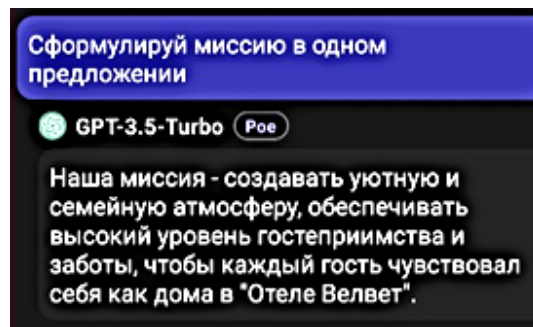 Сформулируй миссию в одном
предложении
GPT-3.5-Turbo Poe
Наша миссия - создавать уютную и
семейную атмосферу, обеспечивать
высокий уровень гостеприимства и
заботы, чтобы каждый гость чувствовал
себя как дома в "Отеле Велвет".